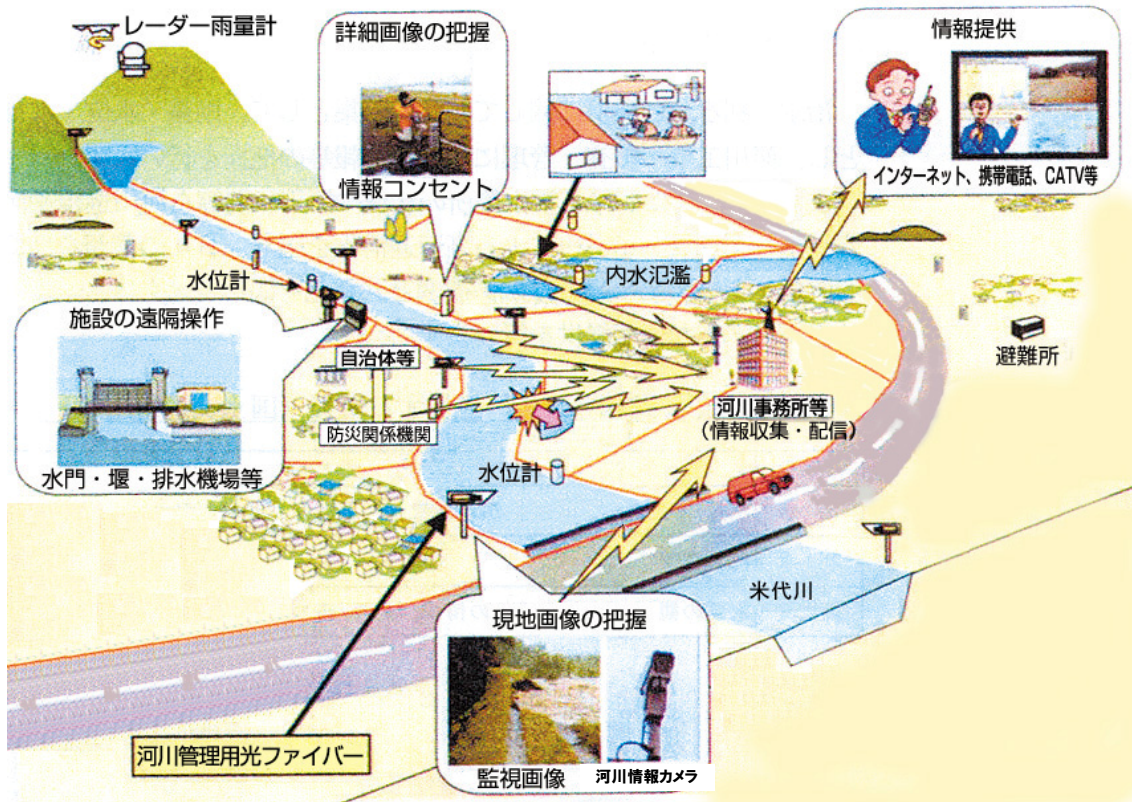 レーダー雨量計
詳細画像の把握
情報コンセント
情報提供
インターネット、携帯電話、CATV等
水位計
内水氾濫
施設の遠隔操作
水門・堰・排水機場等
自治体等
防災関係機関
避難所
河川事務所等
(情報収集・配信)
水位計
米代川
現地画像の把握
監視画像
河川情報カメラ
河川管理用光ファイバー